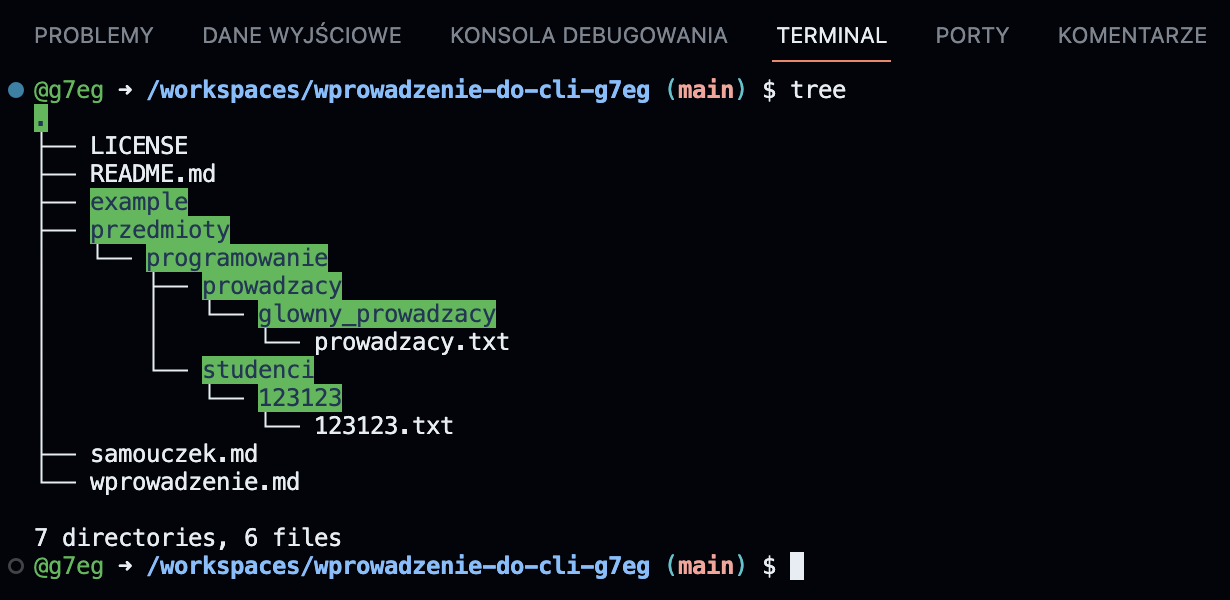 PROBLEMY DANE WYJŚCIOWE KONSOLA DEBUGOWANIA TERMINAL PORTY KOMENTARZE
@g7eg ➜ /workspaces/wprowadzenie-do-cli-g7eg (main) $ tree
.
├── LICENSE
├── README.md
├── example
├── przedmioty
│   └── programowanie
│       ├── prowadzacy
│       │   └── glowny_prowadzacy
│       │       └── prowadzacy.txt
│       └── studenci
│           └── 123123
│               └── 123123.txt
├── samouczek.md
└── wprowadzenie.md
7 directories, 6 files
@g7eg ➜ /workspaces/wprowadzenie-do-cli-g7eg (main) $